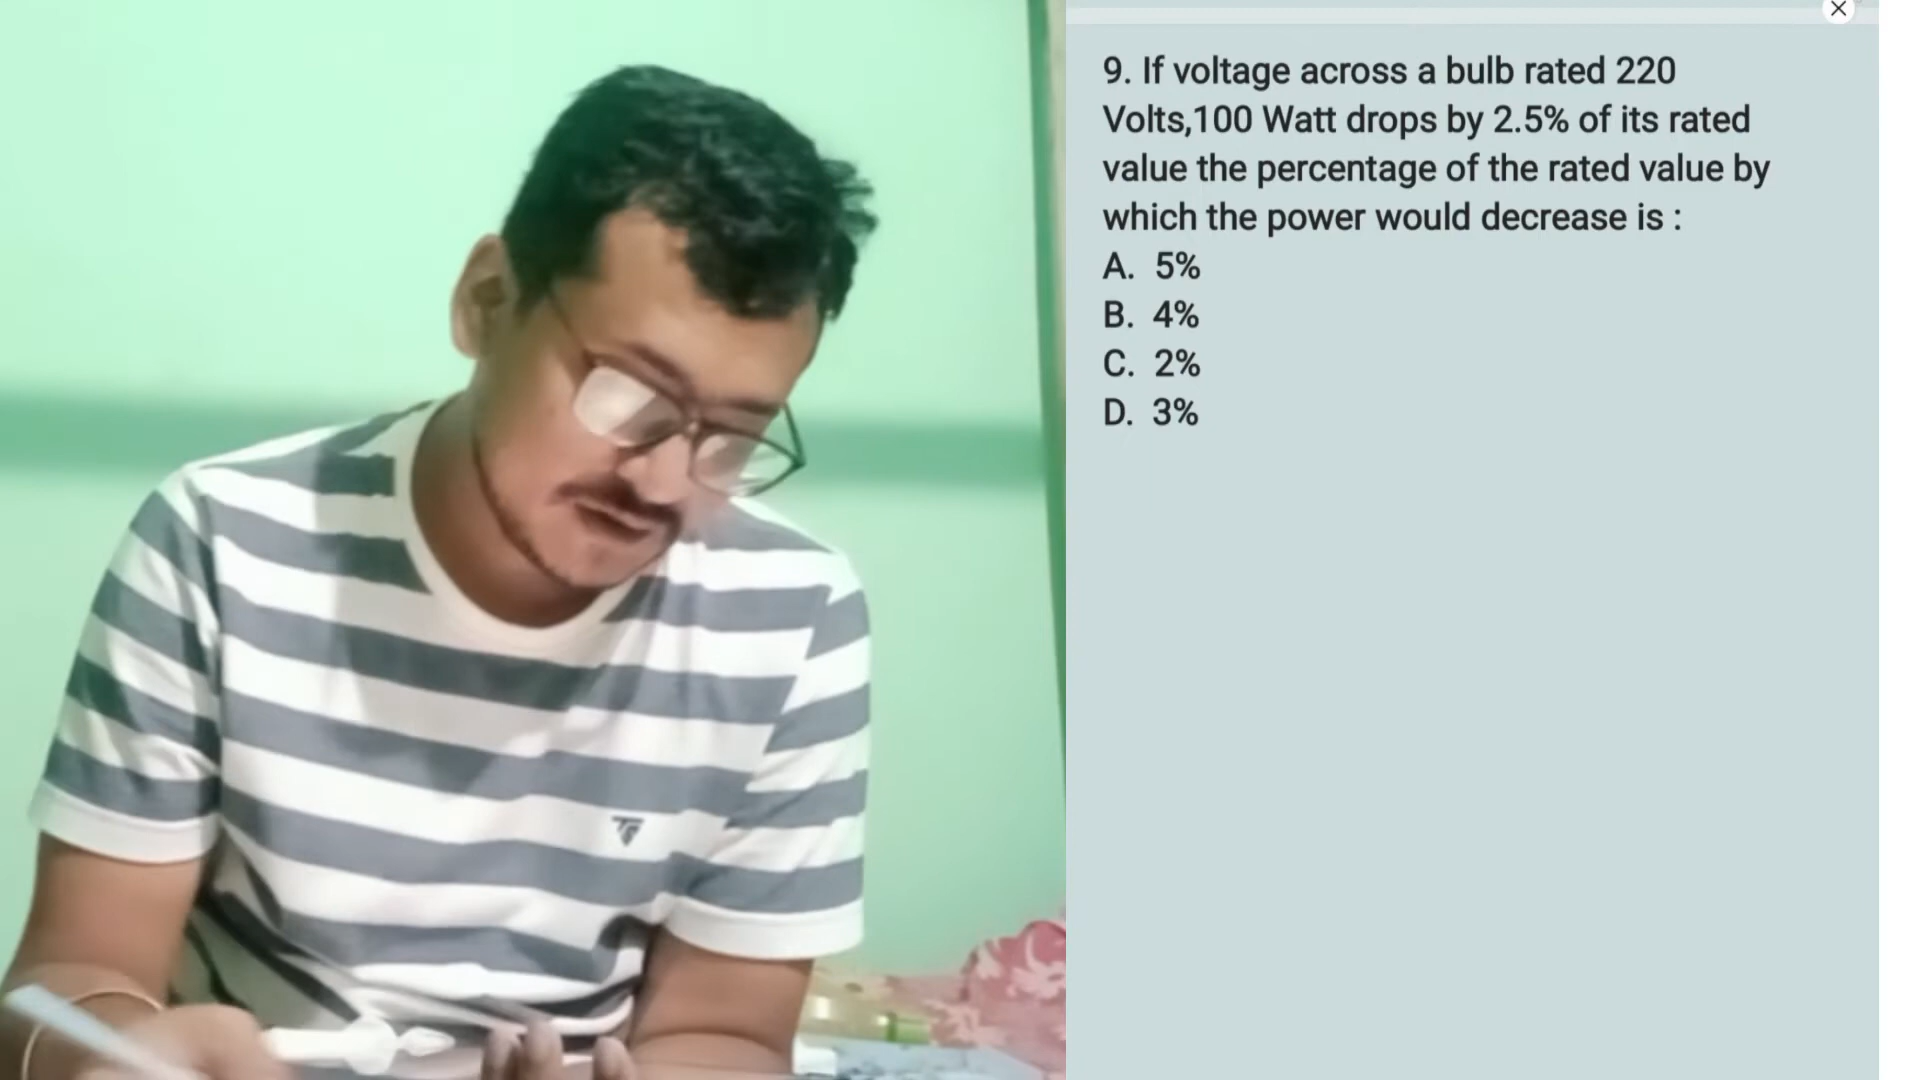 9. If voltage across a bulb rated 220
Volts,100 Watt drops by 2.5% of its rated
value the percentage of the rated value by
which the power would decrease is :
A. 5%
B. 4%
C. 2%
D. 3%